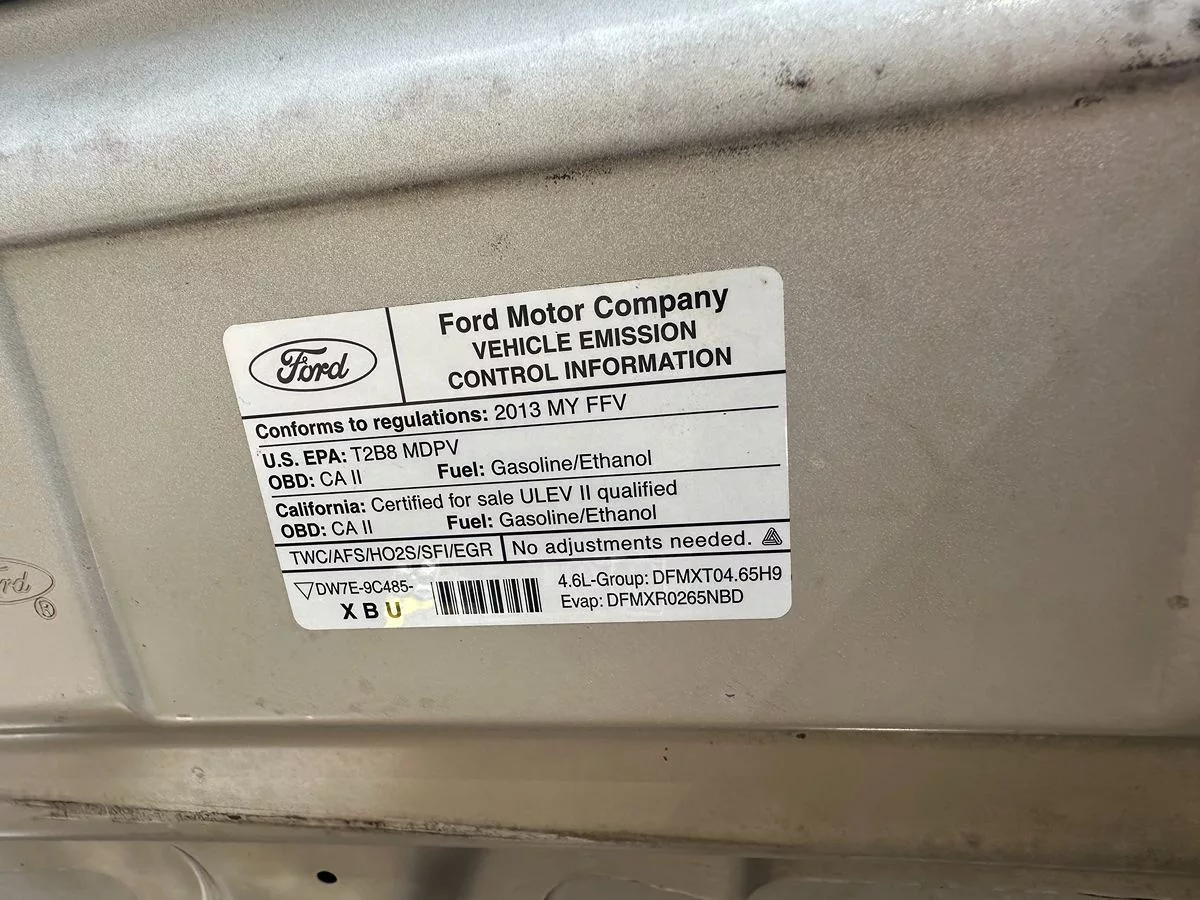 Ford
Ford Motor Company
VEHICLE EMISSION
CONTROL INFORMATION
Conforms to regulations: 2013 MY FFV
U.S. EPA: T2B8 MDPV
OBD: CA II Fuel: Gasoline/Ethanol
California: Certified for sale ULEV II qualified
OBD: CA II Fuel: Gasoline/Ethanol
TWC/AFS/HO2S/SFI/EGR No adjustments needed.
DW7E-9C485-
X B U
4.6L-Group: DFMXT04.65H9
Evap: DFMXR0265NBD
rd
®